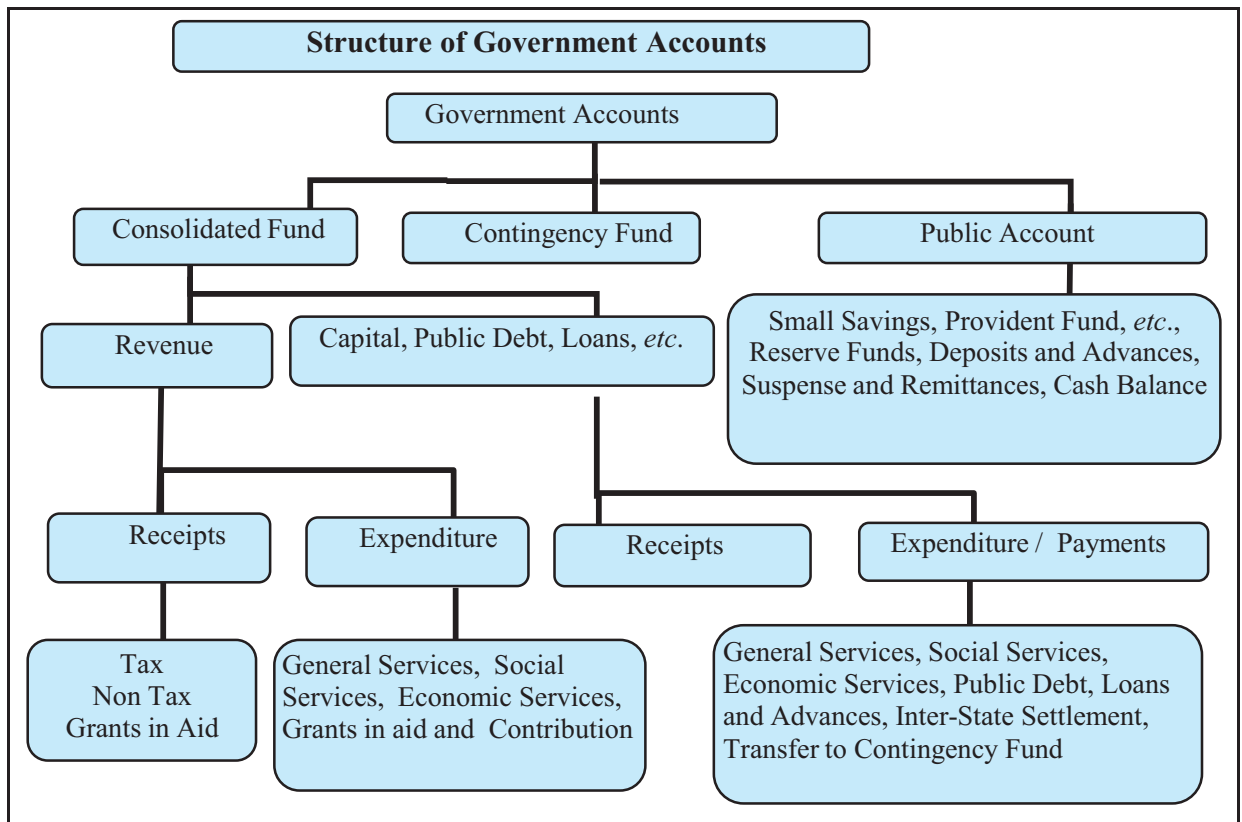 Structure of Government Accounts
Government Accounts
Consolidated Fund
Contingency Fund
Public Account
Revenue
Capital, Public Debt, Loans, etc.
Small Savings, Provident Fund, etc.,
Reserve Funds, Deposits and Advances,
Suspense and Remittances, Cash Balance
Receipts
Expenditure
Receipts
Expenditure / Payments
Tax
Non Tax
Grants in Aid
General Services, Social
Services, Economic Services,
Grants in aid and Contribution
General Services, Social Services,
Economic Services, Public Debt, Loans
and Advances, Inter-State Settlement,
Transfer to Contingency Fund